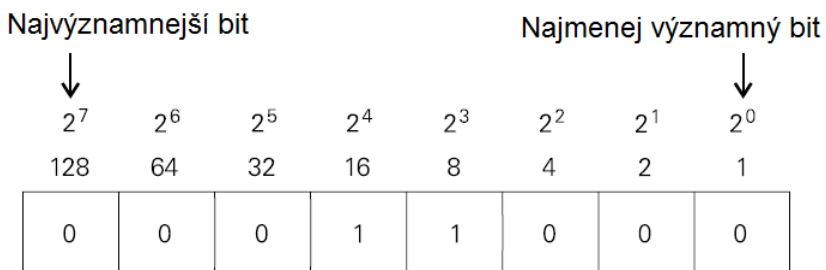 Najvýznamnejší bit Najmenej významný bit
2⁷ 2⁶ 2⁵ 2⁴ 2³ 2² 2¹ 2⁰
128 64 32 16 8 4 2 1
0 0 0 1 1 0 0 0